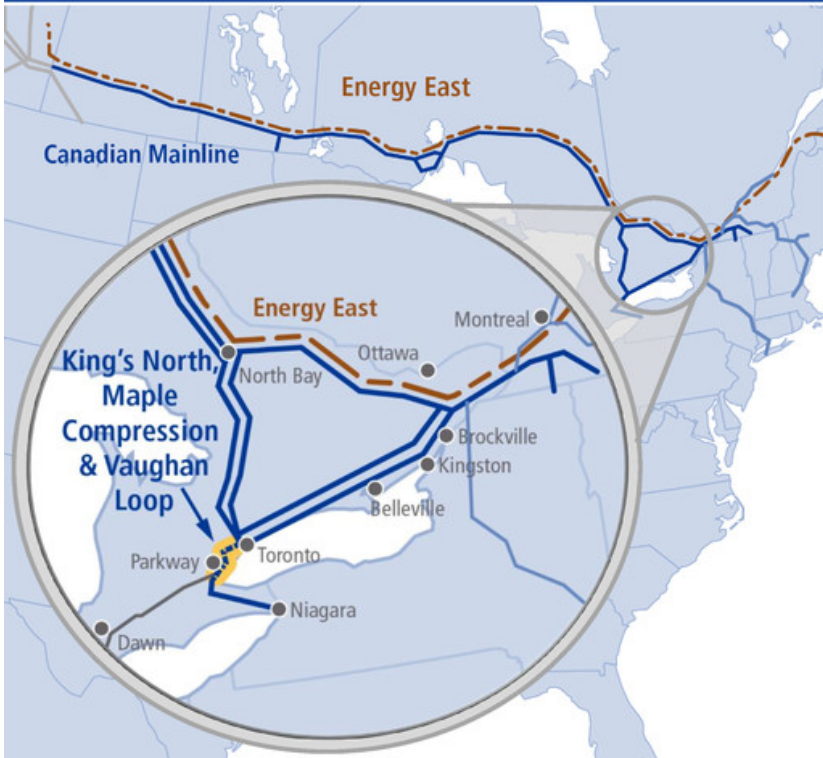 Energy East
Canadian Mainline
Energy East
Montreal
Ottawa
King's North,
Maple
Compression
& Vaughan
Loop
North Bay
Brockville
Kingston
Belleville
Parkway
Toronto
Niagara
Dawn